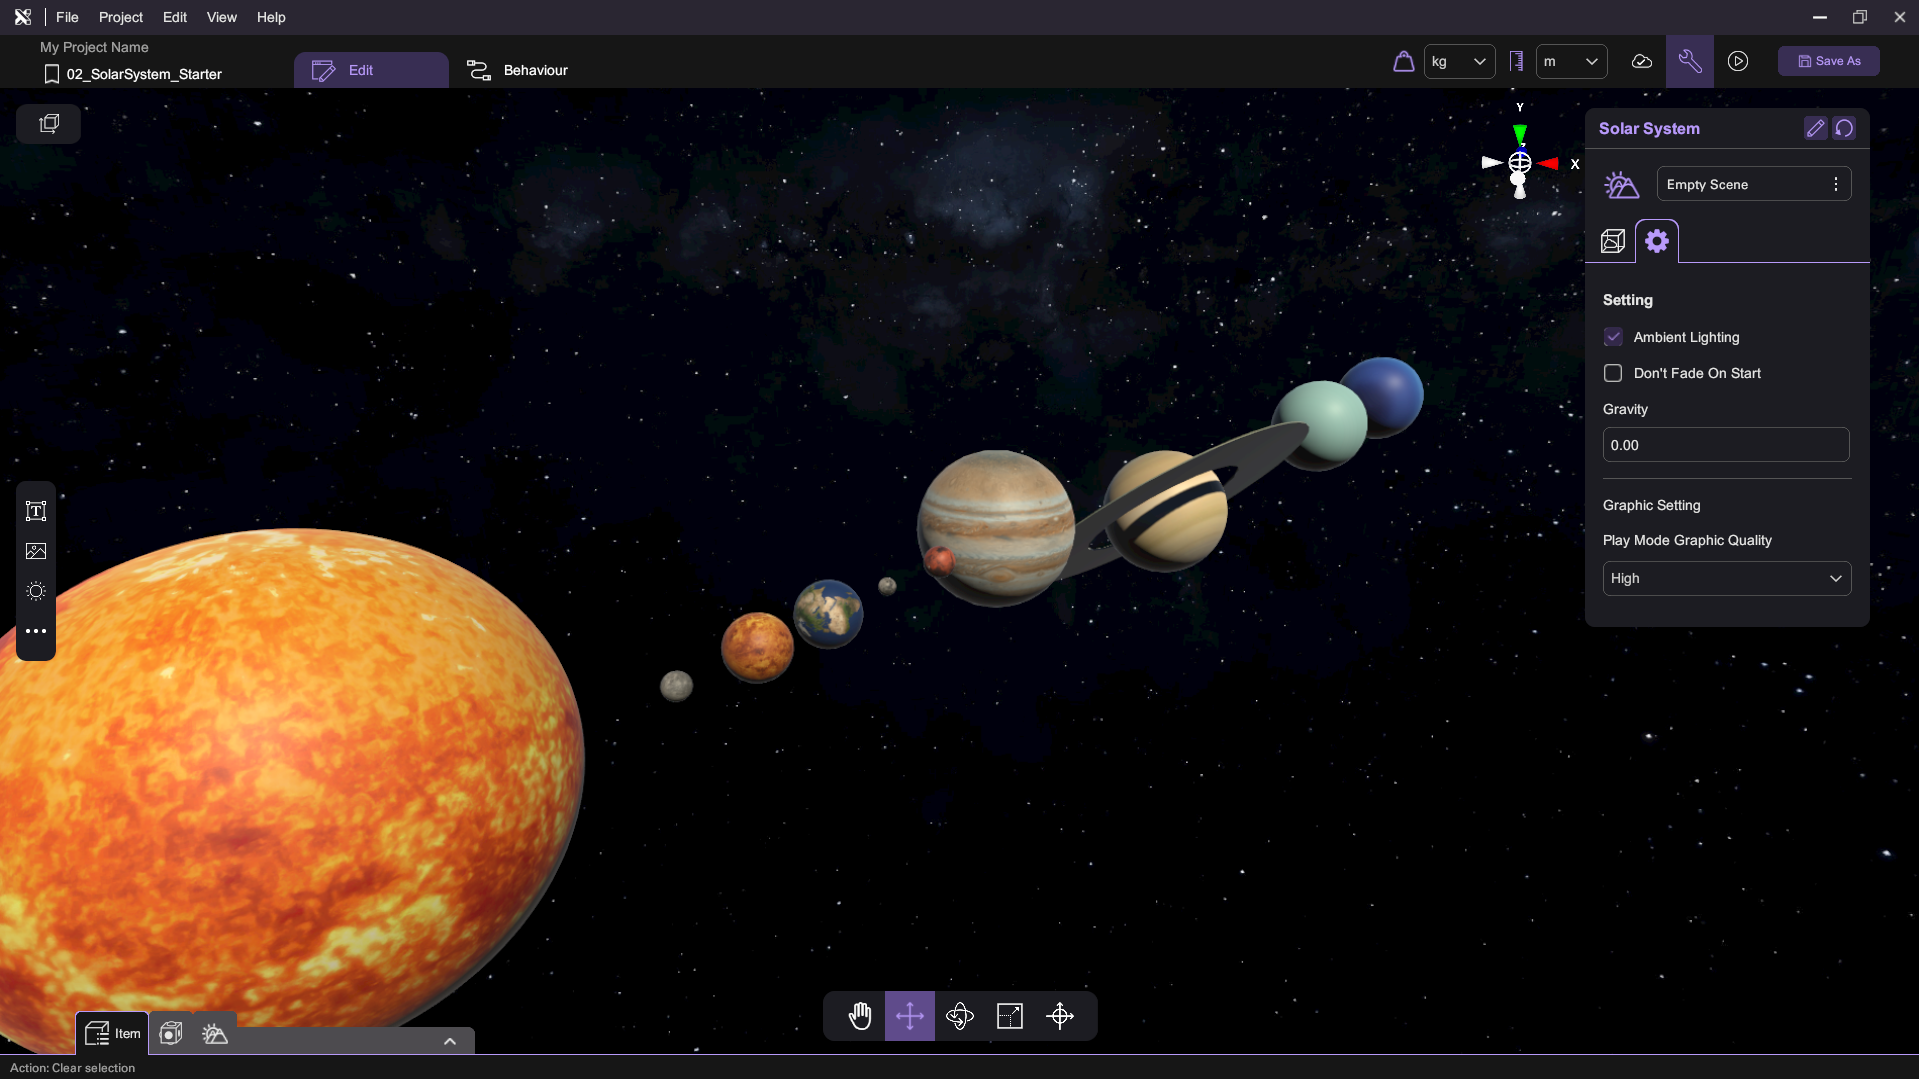 File Project Edit View Help
My Project Name
02_SolarSystem_Starter
Edit
Behaviour
kg
m
Save As
Y
X
Solar System
Empty Scene
Setting
Ambient Lighting
Don't Fade On Start
Gravity
0.00
Graphic Setting
Play Mode Graphic Quality
High
T
Item
Action: Clear selection